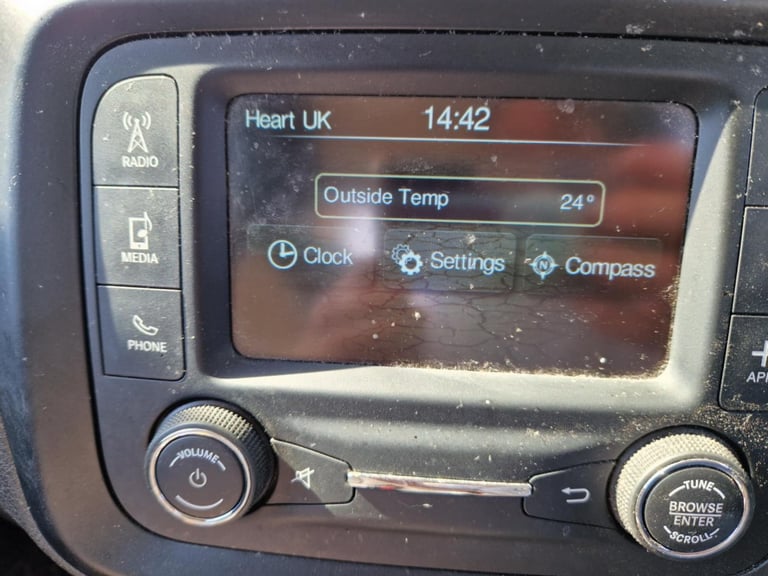 Heart UK 14:42
RADIO
Outside Temp 24°
MEDIA
Clock Settings N Compass
PHONE
VOLUME
TUNE
BROWSE
ENTER
SCROLL